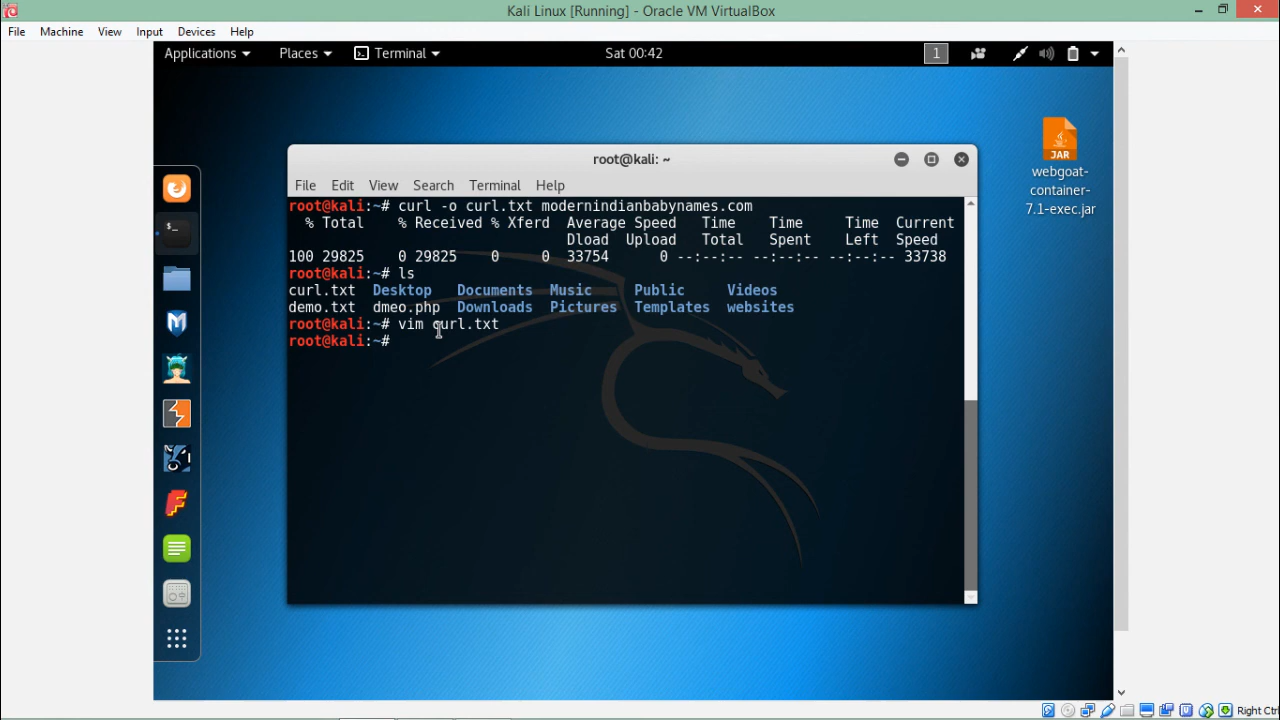 Kali Linux [Running] - Oracle VM VirtualBox
File Machine View Input Devices Help
Applications Places Terminal Sat 00:42 1
JAR
webgoat-
container-
7.1-exec.jar
root@kali: ~
File Edit View Search Terminal Help
root@kali:~# curl -o curl.txt modernindianbabynames.com
% Total % Received % Xferd Average Speed Time Time Time Current
Dload Upload Total Spent Left Speed
100 29825 0 29825 0 0 33754 0 --:--:-- --:--:-- --:--:-- 33738
root@kali:~# ls
curl.txt Desktop Documents Music Public Videos
demo.txt dmeo.php Downloads Pictures Templates websites
root@kali:~# vim curl.txt
root@kali:~#
Right Ctrl